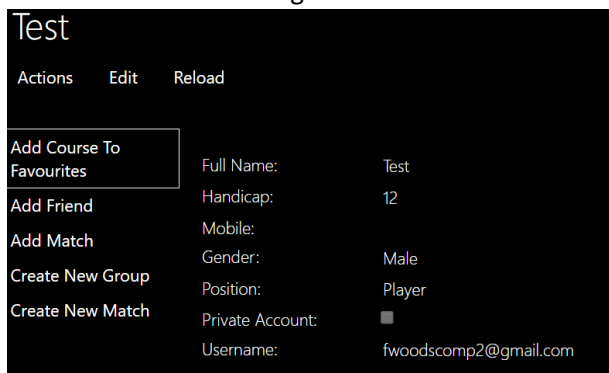 Test
Actions Edit Reload
Add Course To
Favourites
Add Friend
Add Match
Create New Group
Create New Match
Full Name: Test
Handicap: 12
Mobile:
Gender: Male
Position: Player
Private Account:
Username: fwoodscomp2@gmail.com